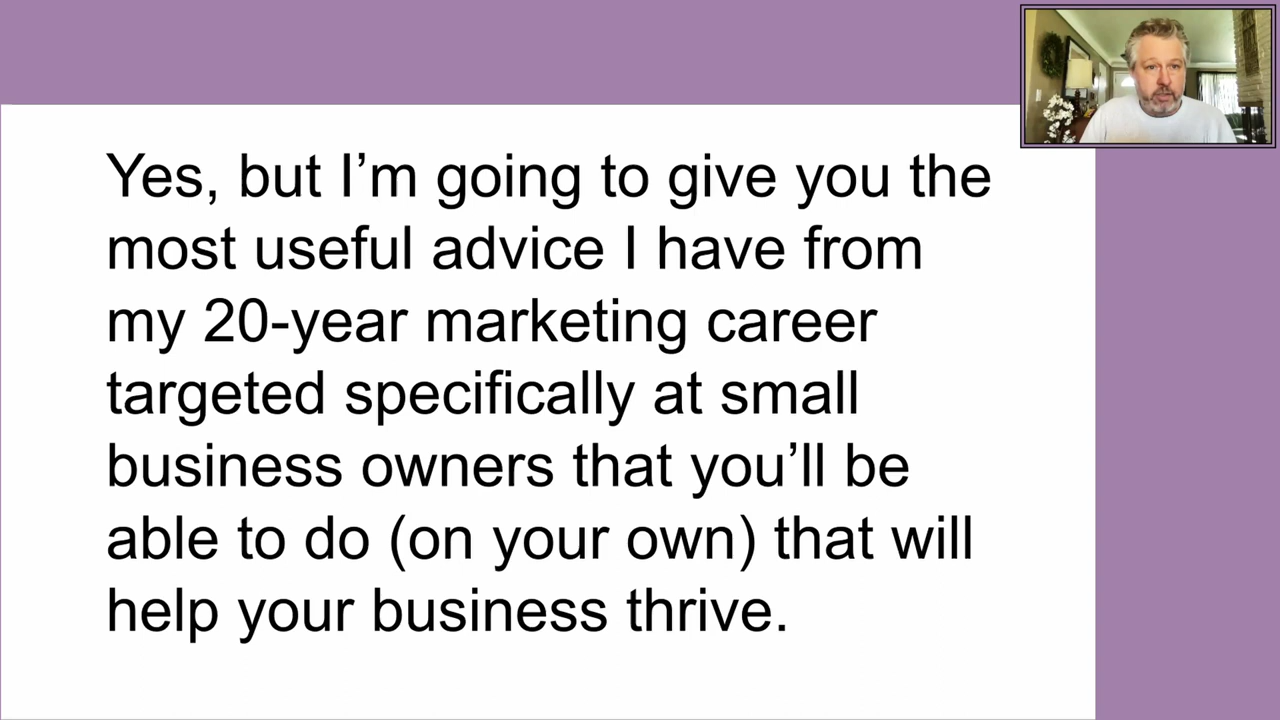 Yes, but I’m going to give you the
most useful advice I have from
my 20-year marketing career
targeted specifically at small
business owners that you’ll be
able to do (on your own) that will
help your business thrive.